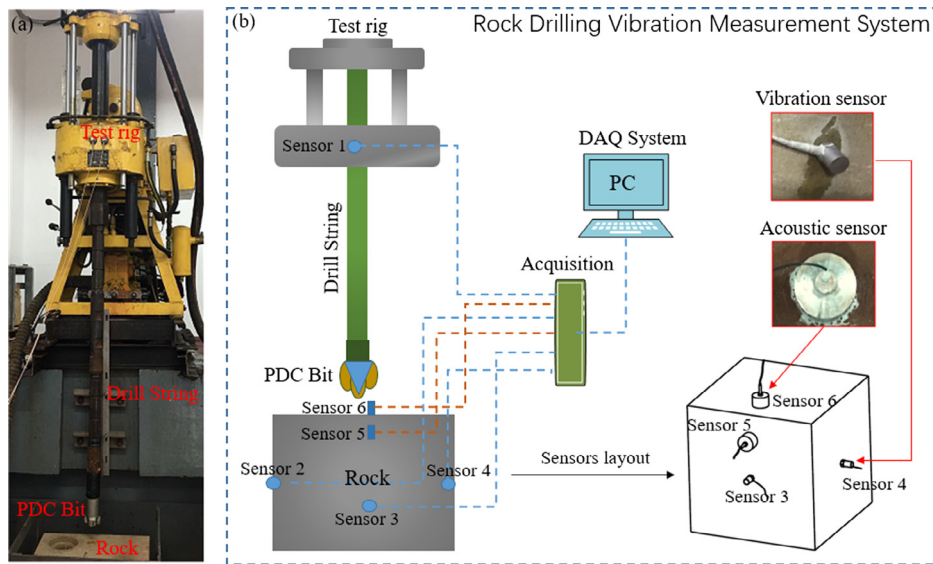 (a)
Test rig
Drill String
PDC Bit
Rock
(b)
Rock Drilling Vibration Measurement System
Test rig
Sensor 1
Drill String
PDC Bit
Sensor 6
Sensor 5
Sensor 2
Rock
Sensor 4
Sensor 3
DAQ System
PC
Acquisition
Sensors layout
Vibration sensor
Acoustic sensor
Sensor 6
Sensor 5
Sensor 3
Sensor 4